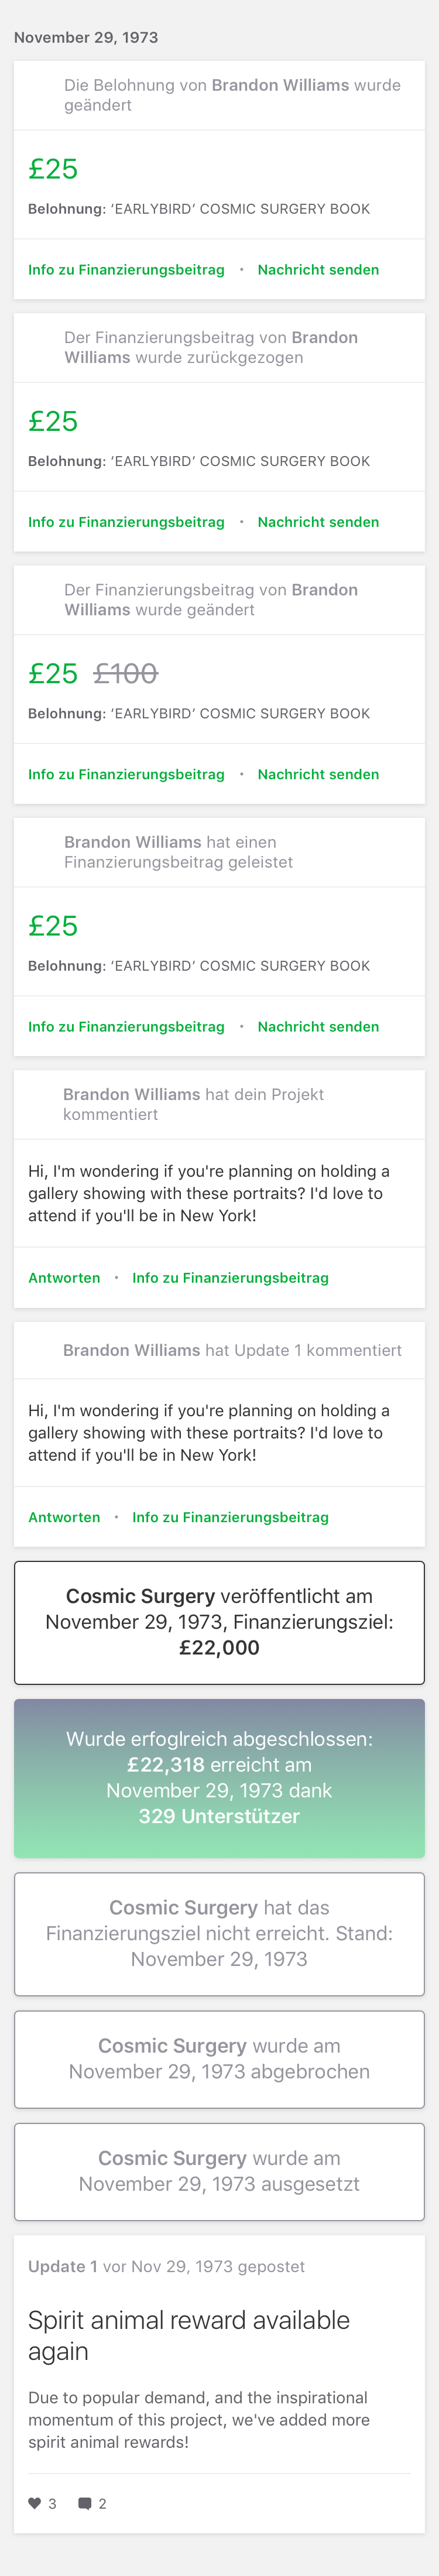 November 29, 1973
Die Belohnung von Brandon Williams wurde
geändert
£25
Belohnung: ‘EARLYBIRD’ COSMIC SURGERY BOOK
Info zu Finanzierungsbeitrag • Nachricht senden
Der Finanzierungsbeitrag von Brandon
Williams wurde zurückgezogen
£25
Belohnung: ‘EARLYBIRD’ COSMIC SURGERY BOOK
Info zu Finanzierungsbeitrag • Nachricht senden
Der Finanzierungsbeitrag von Brandon
Williams wurde geändert
£25 £100
Belohnung: ‘EARLYBIRD’ COSMIC SURGERY BOOK
Info zu Finanzierungsbeitrag • Nachricht senden
Brandon Williams hat einen
Finanzierungsbeitrag geleistet
£25
Belohnung: ‘EARLYBIRD’ COSMIC SURGERY BOOK
Info zu Finanzierungsbeitrag • Nachricht senden
Brandon Williams hat dein Projekt
kommentiert
Hi, I'm wondering if you're planning on holding a
gallery showing with these portraits? I'd love to
attend if you'll be in New York!
Antworten • Info zu Finanzierungsbeitrag
Brandon Williams hat Update 1 kommentiert
Hi, I'm wondering if you're planning on holding a
gallery showing with these portraits? I'd love to
attend if you'll be in New York!
Antworten • Info zu Finanzierungsbeitrag
Cosmic Surgery veröffentlicht am
November 29, 1973, Finanzierungsziel:
£22,000
Wurde erfoglreich abgeschlossen:
£22,318 erreicht am
November 29, 1973 dank
329 Unterstützer
Cosmic Surgery hat das
Finanzierungsziel nicht erreicht. Stand:
November 29, 1973
Cosmic Surgery wurde am
November 29, 1973 abgebrochen
Cosmic Surgery wurde am
November 29, 1973 ausgesetzt
Update 1 vor Nov 29, 1973 gepostet
Spirit animal reward available
again
Due to popular demand, and the inspirational
momentum of this project, we've added more
spirit animal rewards!
3 2